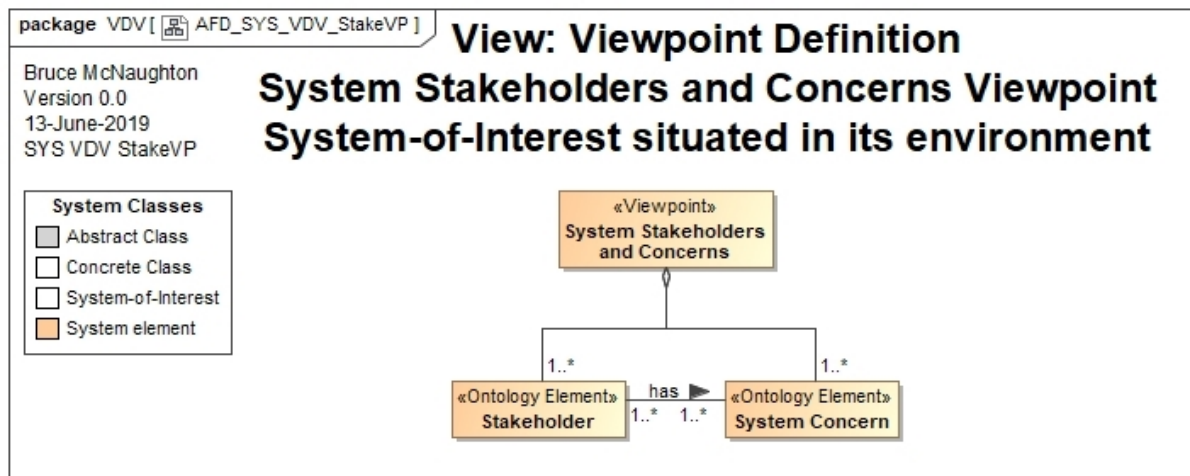 package VDV [ AFD_SYS_VDV_StakeVP ]
View: Viewpoint Definition
System Stakeholders and Concerns Viewpoint
System-of-Interest situated in its environment
Bruce McNaughton
Version 0.0
13-June-2019
SYS VDV StakeVP
System Classes
Abstract Class
Concrete Class
System-of-Interest
System element
«Viewpoint»
System Stakeholders
and Concerns
1..*
1..*
«Ontology Element»
Stakeholder
has
1..* 1..*
«Ontology Element»
System Concern